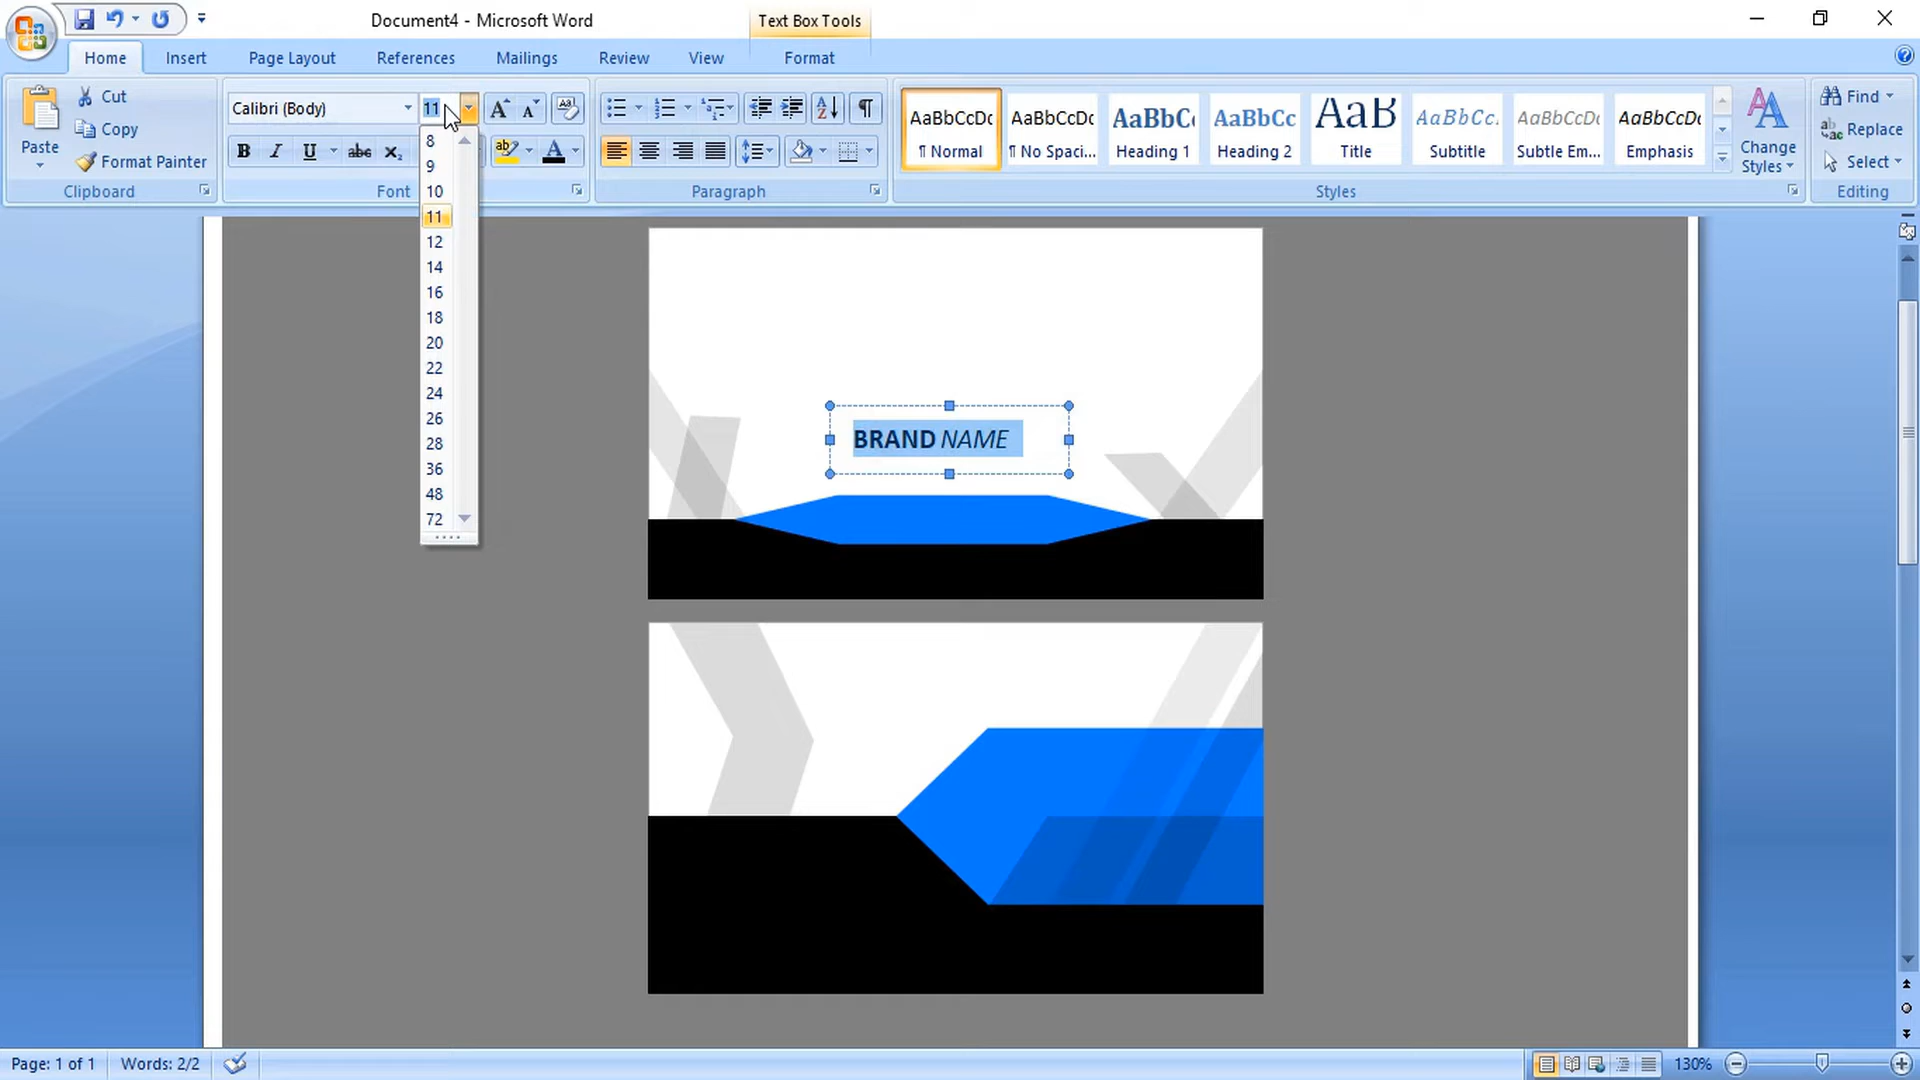 Document4 - Microsoft Word
Text Box Tools
Home
Insert
Page Layout
References
Mailings
Review
View
Format
Paste
Cut
Copy
Format Painter
Clipboard
Calibri (Body)
11
Font
Paragraph
AaBbCcDc
¶ Normal
AaBbCcDc
¶ No Spaci...
AaBbC(
Heading 1
AaBbCc
Heading 2
AaB
Title
AaBbCc.
Subtitle
AaBbCcDc
Subtle Em...
AaBbCcDc
Emphasis
Change
Styles
Styles
Find
Replace
Select
Editing
8
9
10
11
12
14
16
18
20
22
24
26
28
36
48
72
BRAND NAME
Page: 1 of 1
Words: 2/2
130%